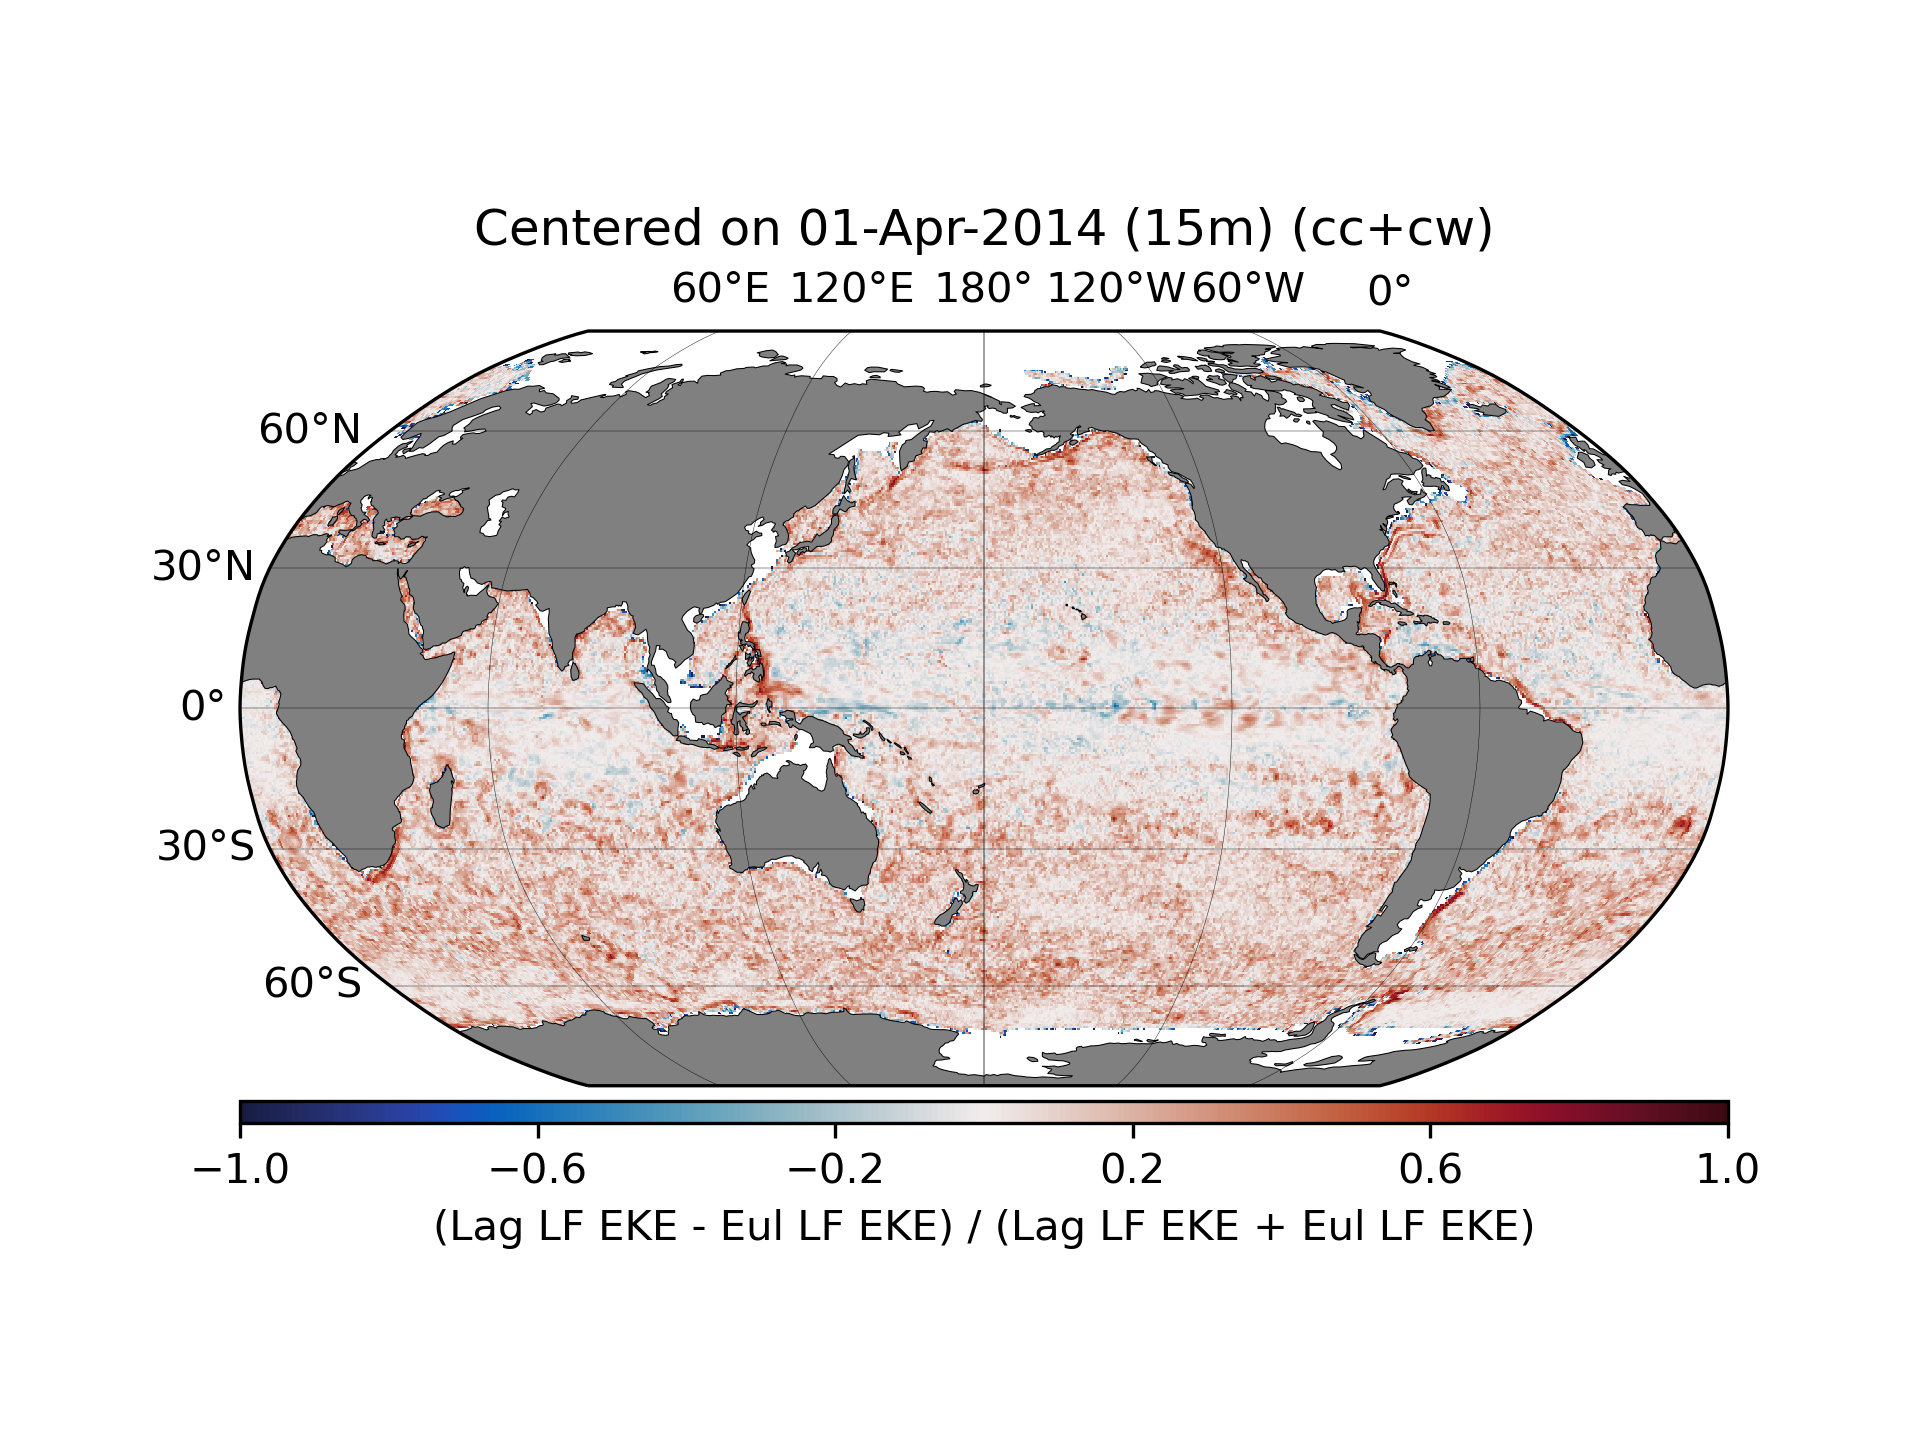 Centered on 01-Apr-2014 (15m) (cc+cw)
60°E 120°E 180° 120°W 60°W 0°
60°N
30°N
0°
30°S
60°S
−1.0 −0.6 −0.2 0.2 0.6 1.0
(Lag LF EKE - Eul LF EKE) / (Lag LF EKE + Eul LF EKE)